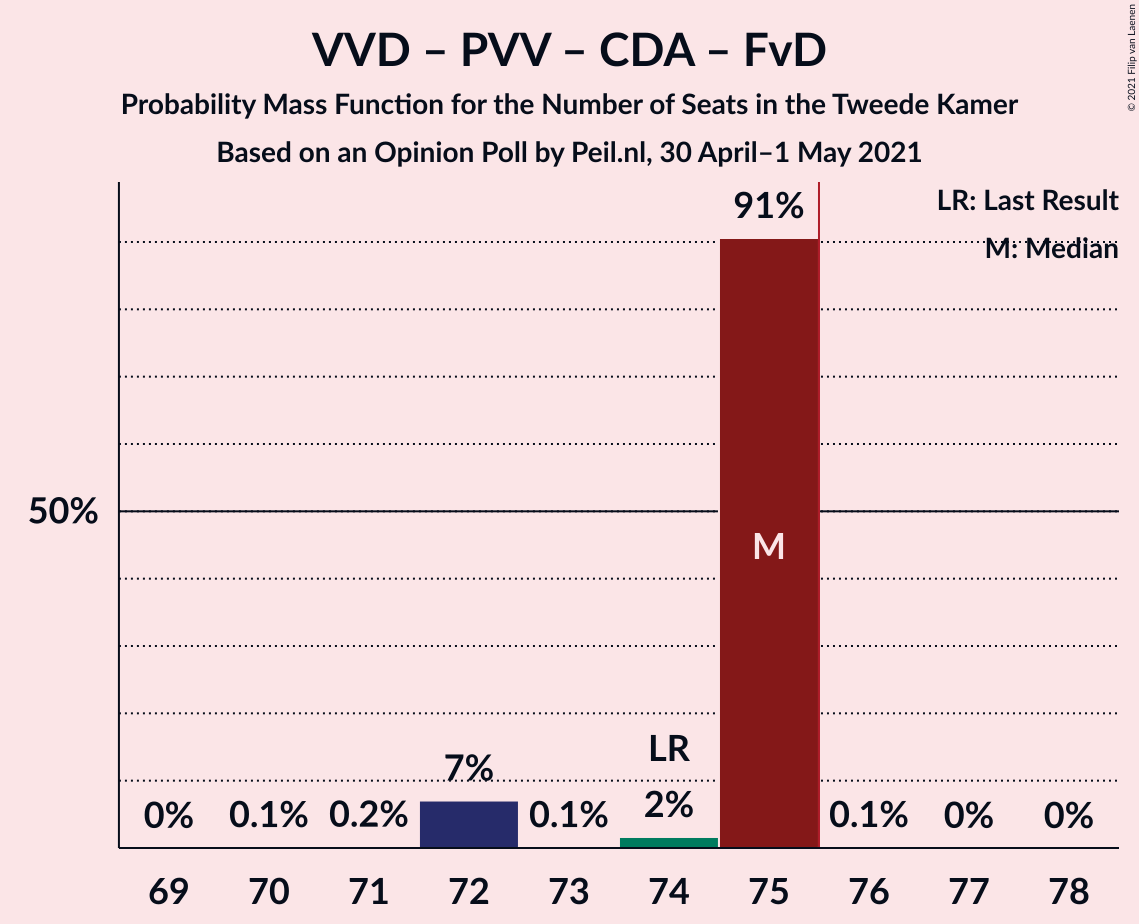 VVD – PVV – CDA – FvD
Probability Mass Function for the Number of Seats in the Tweede Kamer
Based on an Opinion Poll by Peil.nl, 30 April–1 May 2021
© 2021 Filip van Laenen
LR: Last Result
M: Median
50%
0%
0.1%
0.2%
7%
0.1%
LR
2%
91%
M
0.1%
0%
0%
69 70 71 72 73 74 75 76 77 78